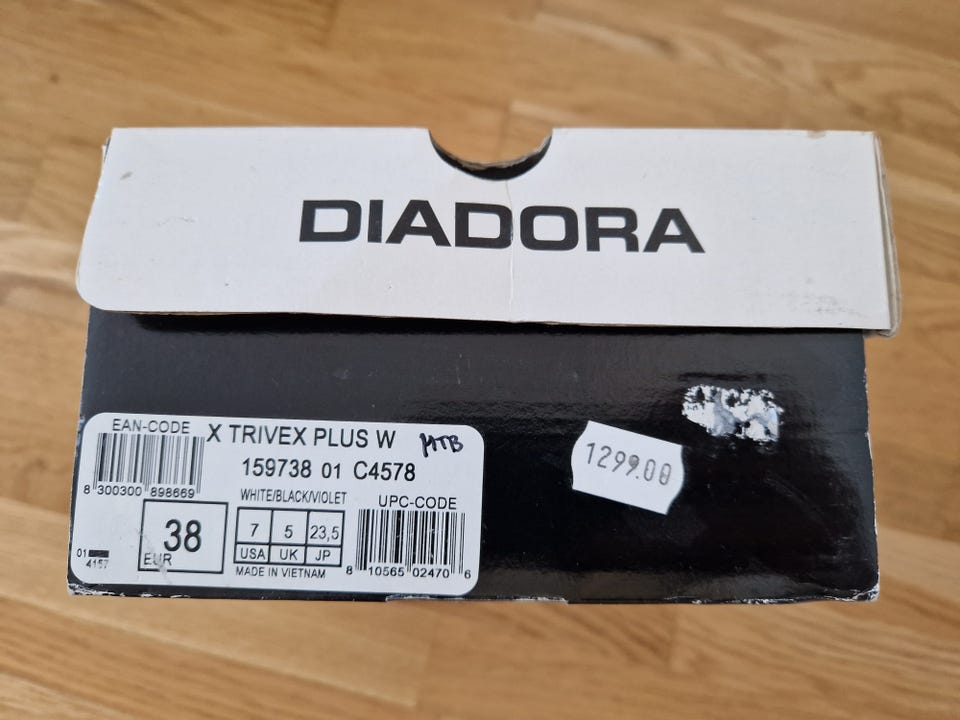 DIADORA
1299.00
EAN-CODE
X TRIVEX PLUS W MTB
159738 01 C4578
8 300300 898669
WHITE/BLACK/VIOLET
UPC-CODE
38
EUR
7 5 23,5
USA UK JP
01
4157
MADE IN VIETNAM
8 10565 02470 6